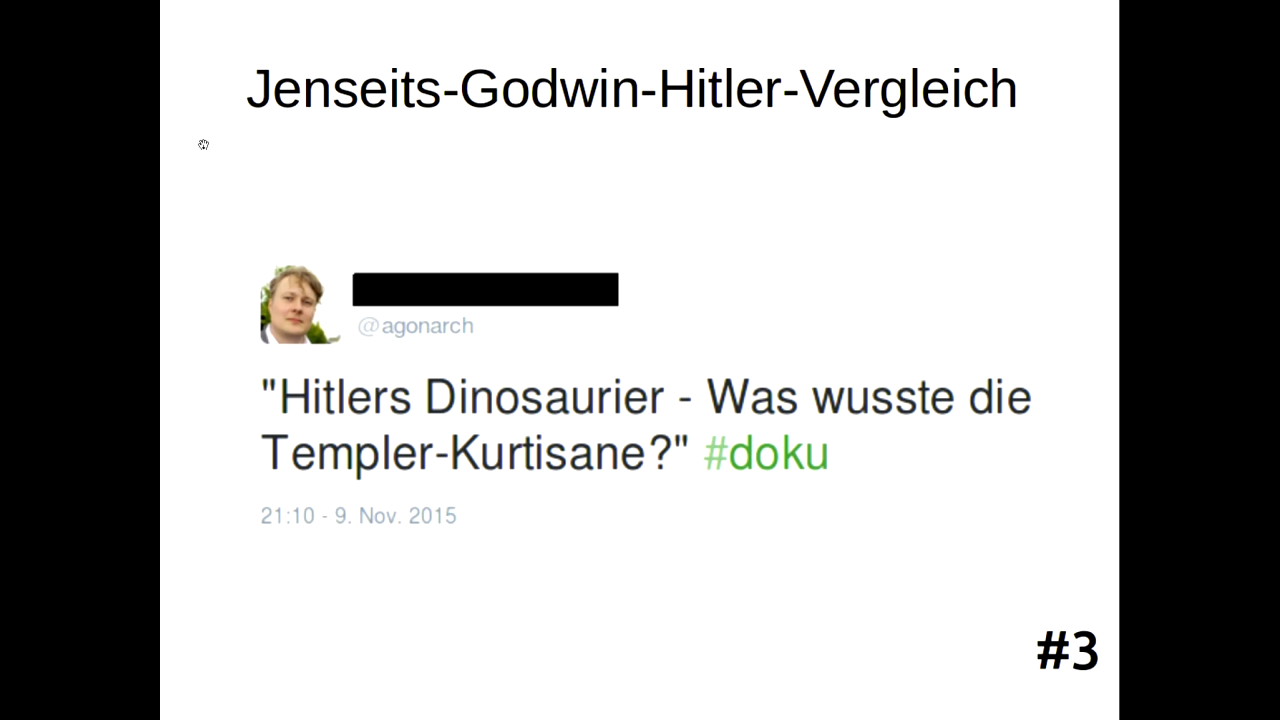 Jenseits-Godwin-Hitler-Vergleich
@agonarch
"Hitlers Dinosaurier - Was wusste die
Templer-Kurtisane?" #doku
21:10 - 9. Nov. 2015
#3